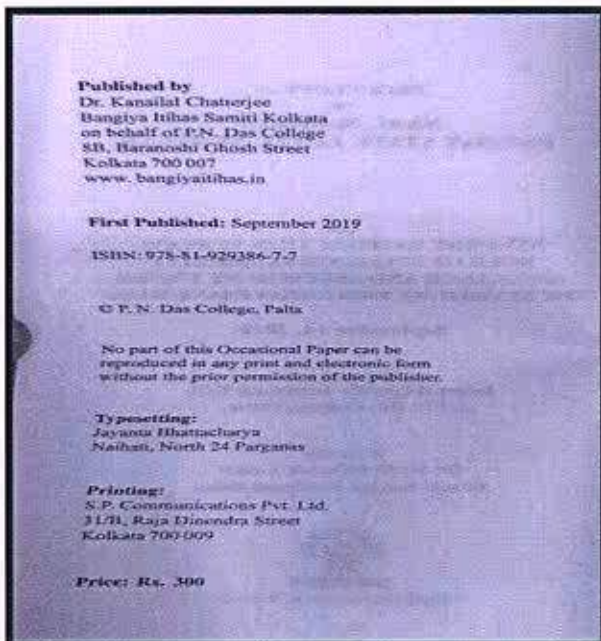 Published by
Dr. Kanailal Chatterjee
Bangiya Itihas Samiti Kolkata
on behalf of P.N. Das College
8B, Baranoshi Ghosh Street
Kolkata 700 007
www. bangiyaitihas.in
First Published: September 2019
ISBN: 978-81-929386-7-7
© P. N. Das College, Palta
No part of this Occasional Paper can be
reproduced in any print and electronic form
without the prior permission of the publisher.
Typesetting:
Jayanta Bhattacharya
Naihati, North 24 Parganas
Printing:
S.P. Communications Pvt. Ltd.
31/B, Raja Dinendra Street
Kolkata 700 009
Price: Rs. 300